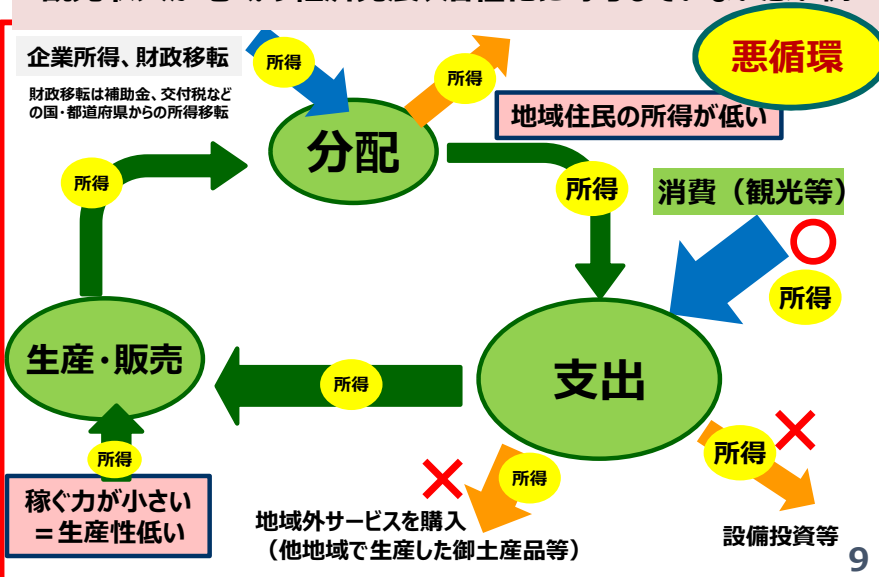 悪循環
企業所得、財政移転
財政移転は補助金、交付税など
の国・都道府県からの所得移転
所得
所得
地域住民の所得が低い
分配
所得
所得
消費（観光等）
所得
生産・販売
所得
支出
所得
稼ぐ力が小さい
＝生産性低い
所得
所得
地域外サービスを購入
（他地域で生産した御土産品等）
設備投資等
9